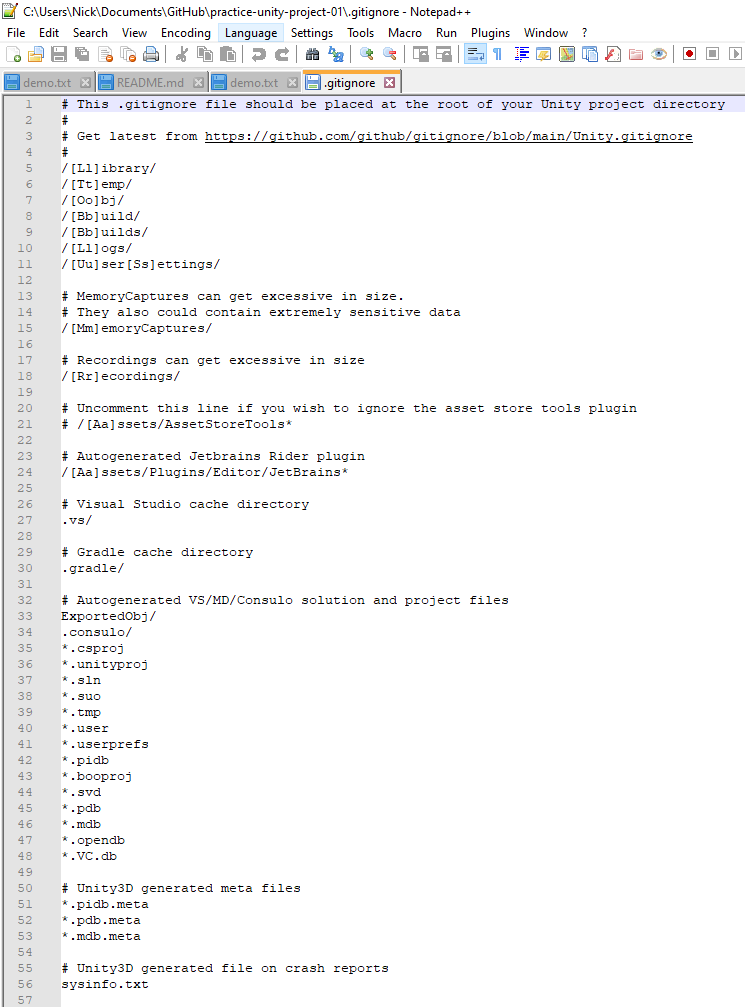 C:\Users\Nick\Documents\GitHub\practice-unity-project-01\.gitignore - Notepad++
File Edit Search View Encoding Language Settings Tools Macro Run Plugins Window ?
demo.txt README.md demo.txt .gitignore
1 # This .gitignore file should be placed at the root of your Unity project directory
2 #
3 # Get latest from https://github.com/github/gitignore/blob/main/Unity.gitignore
4 #
5 /[Ll]ibrary/
6 /[Tt]emp/
7 /[Oo]bj/
8 /[Bb]uild/
9 /[Bb]uilds/
10 /[Ll]ogs/
11 /[Uu]ser[Ss]ettings/
12
13 # MemoryCaptures can get excessive in size.
14 # They also could contain extremely sensitive data
15 /[Mm]emoryCaptures/
16
17 # Recordings can get excessive in size
18 /[Rr]ecordings/
19
20 # Uncomment this line if you wish to ignore the asset store tools plugin
21 # /[Aa]ssets/AssetStoreTools*
22
23 # Autogenerated Jetbrains Rider plugin
24 /[Aa]ssets/Plugins/Editor/JetBrains*
25
26 # Visual Studio cache directory
27 .vs/
28
29 # Gradle cache directory
30 .gradle/
31
32 # Autogenerated VS/MD/Consulo solution and project files
33 ExportedObj/
34 .consulo/
35 *.csproj
36 *.unityproj
37 *.sln
38 *.suo
39 *.tmp
40 *.user
41 *.userprefs
42 *.pidb
43 *.booproj
44 *.svd
45 *.pdb
46 *.mdb
47 *.opendb
48 *.VC.db
49
50 # Unity3D generated meta files
51 *.pidb.meta
52 *.pdb.meta
53 *.mdb.meta
54
55 # Unity3D generated file on crash reports
56 sysinfo.txt
57